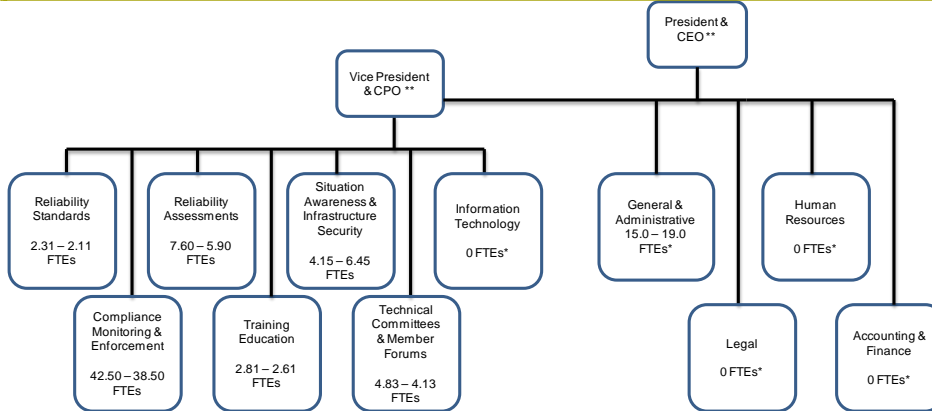 President &
CEO **
Vice President
& CPO **
Reliability
Standards
2.31 – 2.11
FTEs
Reliability
Assessments
7.60 – 5.90
FTEs
Situation
Awareness &
Infrastructure
Security
4.15 – 6.45
FTEs
Information
Technology
0 FTEs*
General &
Administrative
15.0 – 19.0
FTEs*
Human
Resources
0 FTEs*
Compliance
Monitoring &
Enforcement
42.50 – 38.50
FTEs
Training
Education
2.81 – 2.61
FTEs
Technical
Committees
& Member
Forums
4.83 – 4.13
FTEs
Legal
0 FTEs*
Accounting &
Finance
0 FTEs*